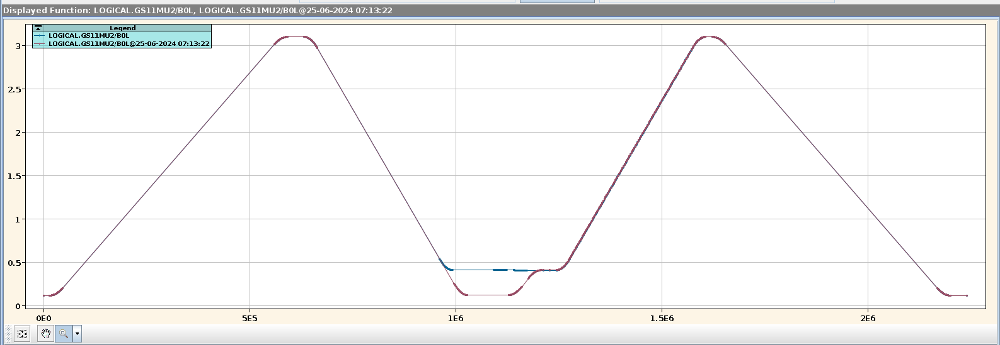 Displayed Function: LOGICAL.GS11MU2/B0L, LOGICAL.GS11MU2/B0L@25-06-2024 07:13:22
Legend
LOGICAL.GS11MU2/B0L
LOGICAL.GS11MU2/B0L@25-06-2024 07:13:22
3
2.5
2
1.5
1
0.5
0
0E0 5E5 1E6 1.5E6 2E6